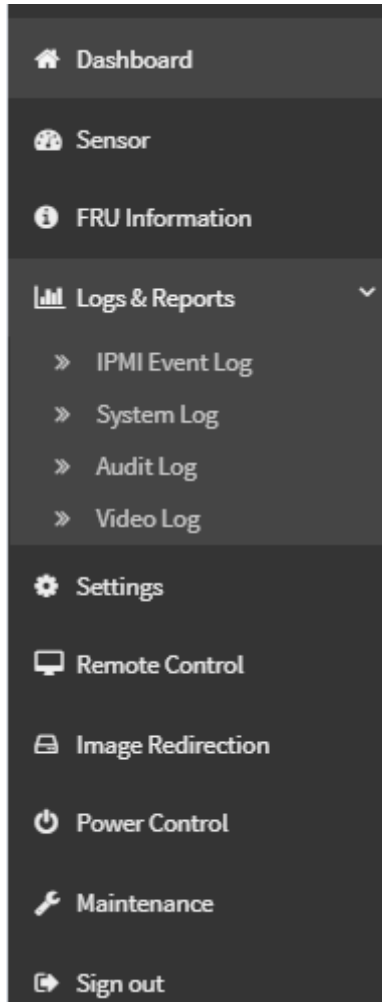 Dashboard
Sensor
FRU Information
Logs & Reports
IPMI Event Log
System Log
Audit Log
Video Log
Settings
Remote Control
Image Redirection
Power Control
Maintenance
Sign out